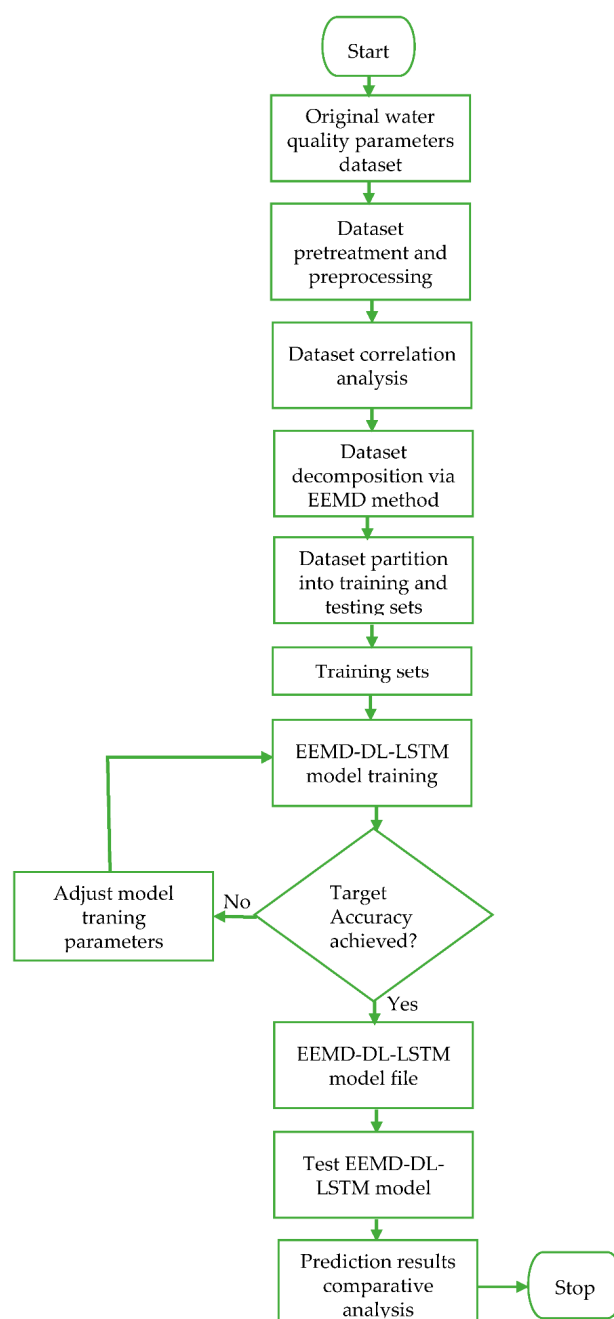 Start
Original water
quality parameters
dataset
Dataset
pretreatment and
preprocessing
Dataset correlation
analysis
Dataset
decomposition via
EEMD method
Dataset partition
into training and
testing sets
Training sets
EEMD-DL-LSTM
model training
Target
Accuracy
achieved?
No
Adjust model
traning
parameters
Yes
EEMD-DL-LSTM
model file
Test EEMD-DL-
LSTM model
Prediction results
comparative
analysis
Stop